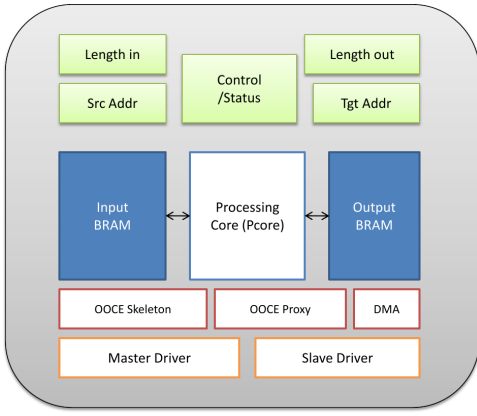 Length in
Control
/Status
Length out
Src Addr
Tgt Addr
Input
BRAM
Processing
Core (Pcore)
Output
BRAM
OOCE Skeleton
OOCE Proxy
DMA
Master Driver
Slave Driver